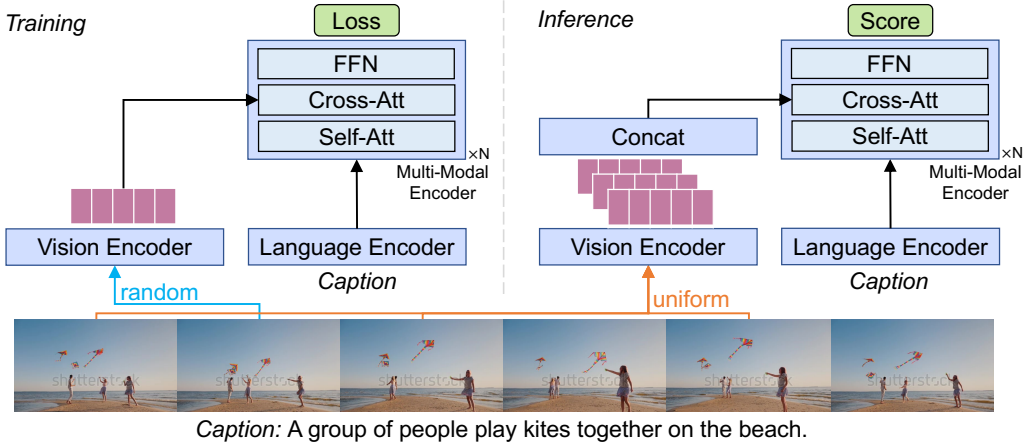 Training
Loss
FFN
Cross-Att
Self-Att
×N
Multi-Modal
Encoder
Vision Encoder
Language Encoder
Caption
random
Inference
Score
FFN
Cross-Att
Self-Att
×N
Multi-Modal
Encoder
Concat
Vision Encoder
Language Encoder
Caption
uniform
shutterstock
shutterstock
shutterstock
shutterstock
shutterstock
shutterstock
Caption: A group of people play kites together on the beach.